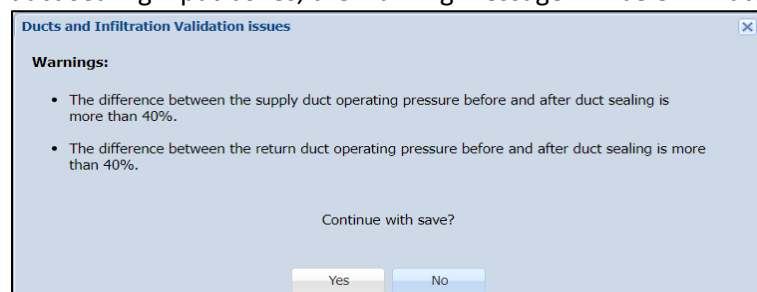 Ducts and Infiltration Validation issues
Warnings:
• The difference between the supply duct operating pressure before and after duct sealing is
more than 40%.
• The difference between the return duct operating pressure before and after duct sealing is more
than 40%.
Continue with save?
Yes No